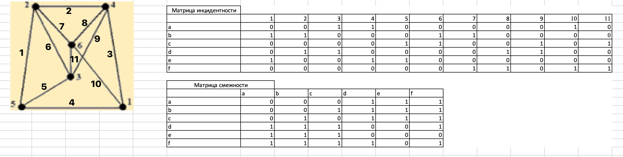 2 2 4
7 8
9
1 6 6 3
11
3
5 10
5 4 1
Матрица инцидентности
1 2 3 4 5 6 7 8 9 10 11
a 0 0 1 1 0 0 0 0 0 1 0
b 1 1 0 0 0 1 1 0 0 0 0
c 0 0 0 0 1 1 0 0 1 0 1
d 0 1 0 0 0 0 0 1 1 0 0
e 1 0 0 1 1 0 0 0 0 0 0
f 0 0 0 0 0 0 1 1 0 1 1
Матрица смежности
a b c d e f
a 0 0 0 1 1 1
b 0 0 1 1 1 1
c 0 1 0 1 1 1
d 1 1 1 0 0 1
e 1 1 1 0 0 0
f 1 1 1 1 0 1